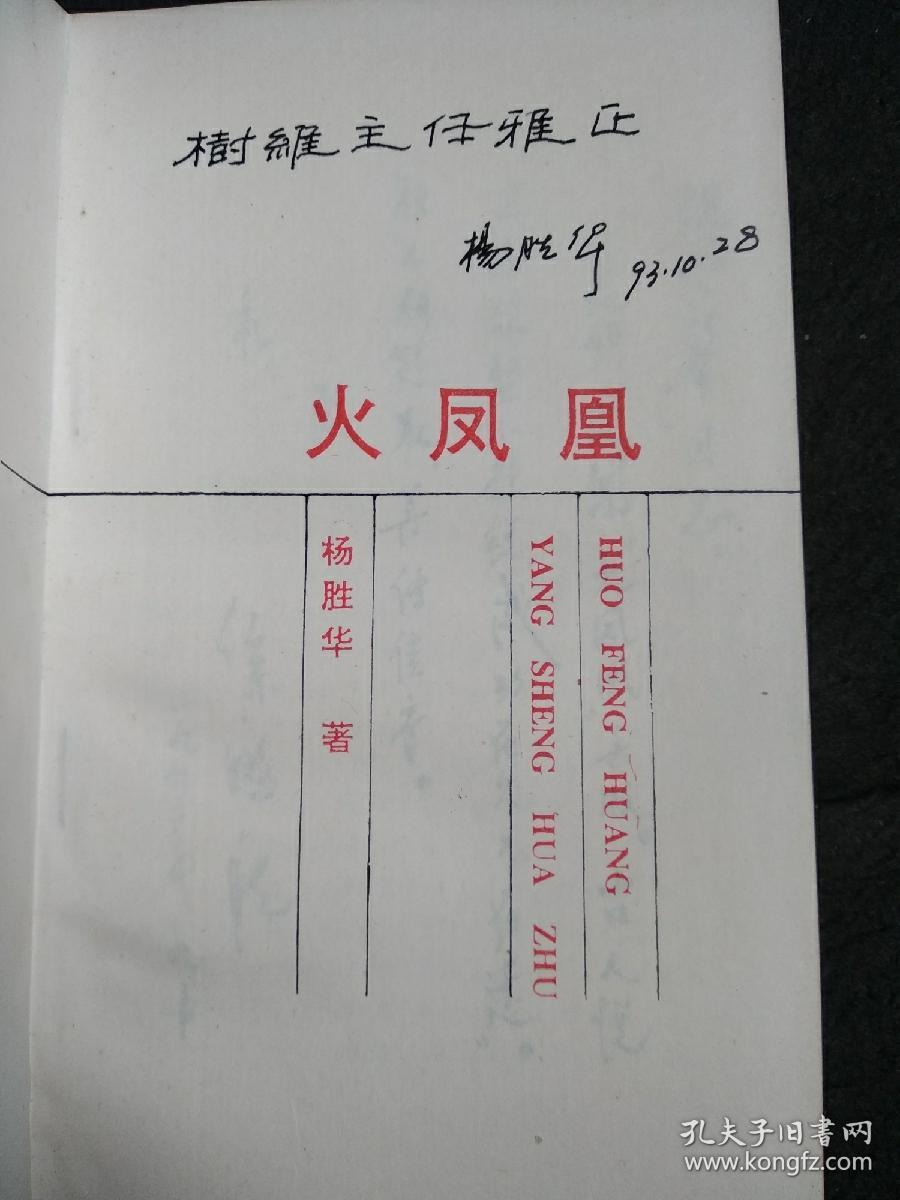 樹維主任雅正
楊胜华 93.10.28
火凤凰
HUO FENG HUANG
YANG SHENG HUA ZHU
杨胜华 著
孔夫子旧書网
www.kongfz.com